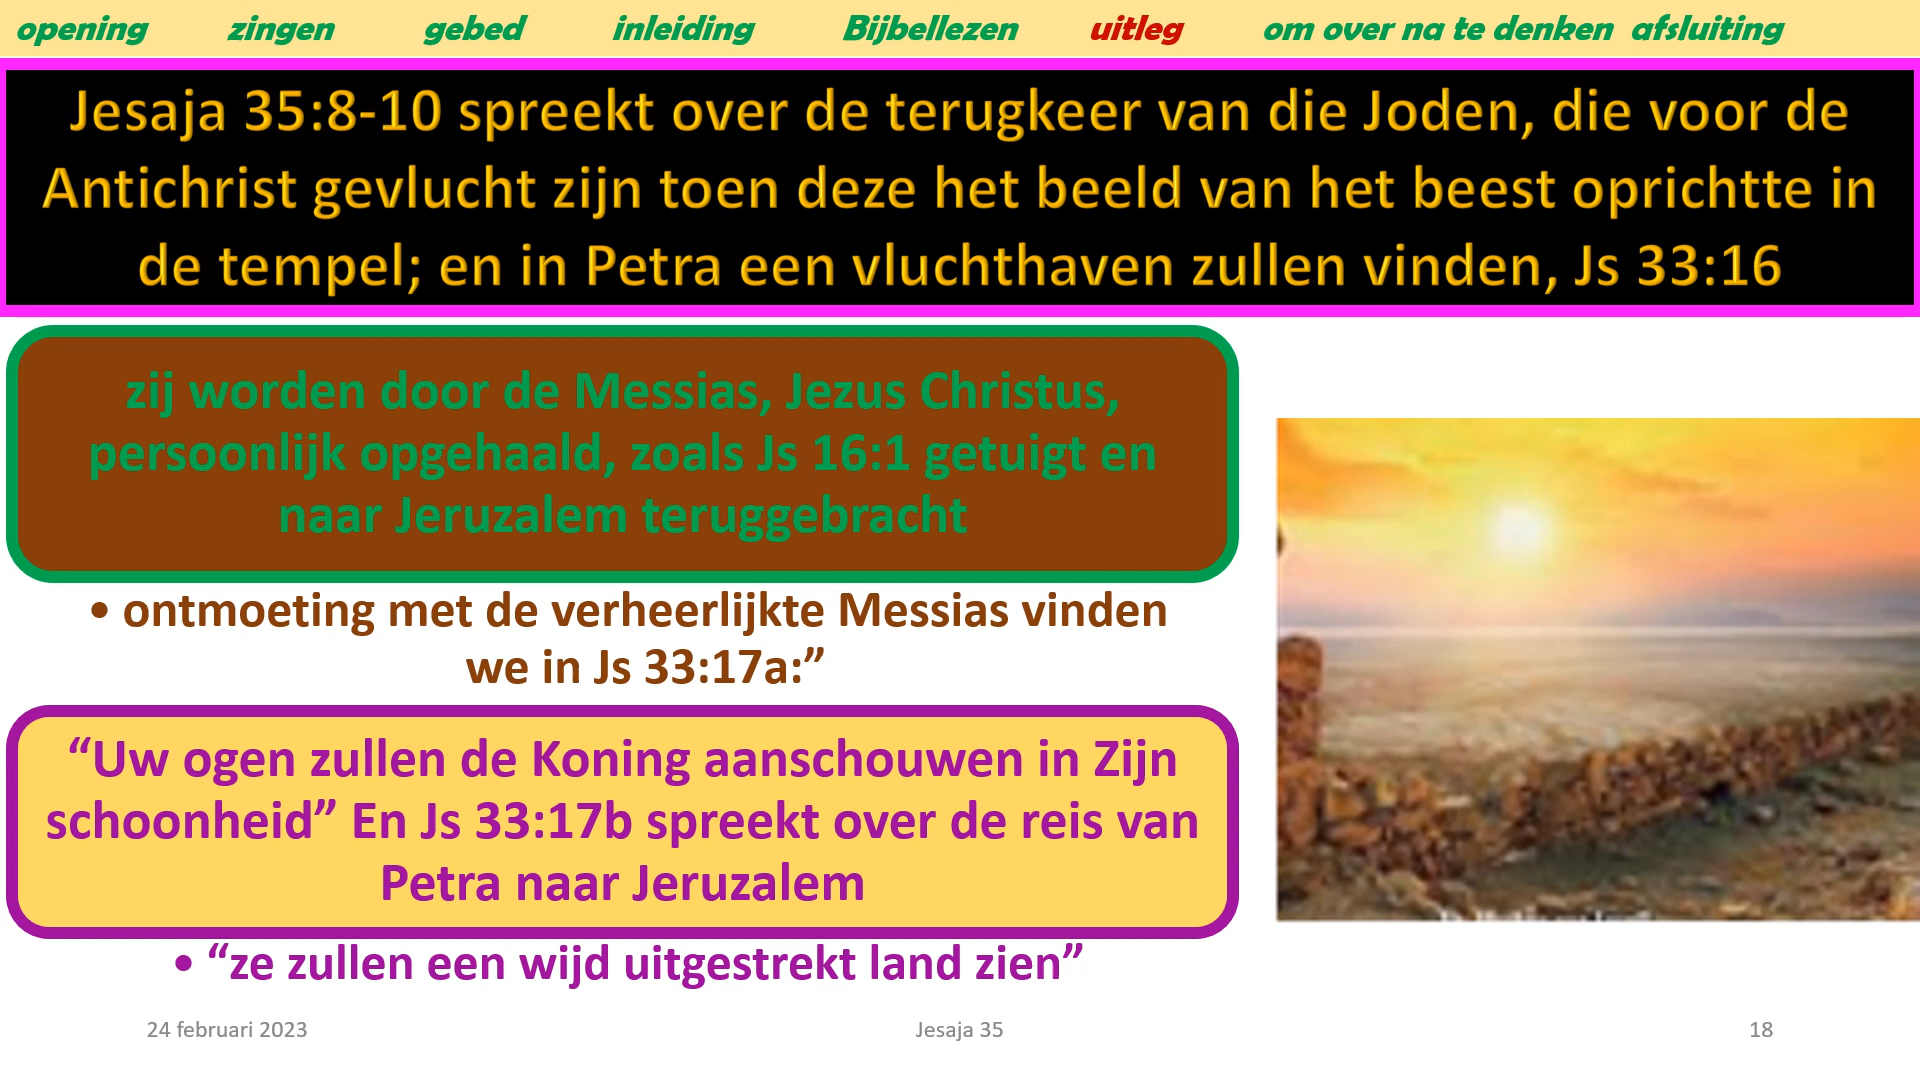 opening zingen gebed inleiding Bijbellezen uitleg om over na te denken afsluiting
Jesaja 35:8-10 spreekt over de terugkeer van die Joden, die voor de
Antichrist gevlucht zijn toen deze het beeld van het beest oprichtte in
de tempel; en in Petra een vluchthaven zullen vinden, Js 33:16
zij worden door de Messias, Jezus Christus,
persoonlijk opgehaald, zoals Js 16:1 getuigt en
naar Jeruzalem teruggebracht
• ontmoeting met de verheerlijkte Messias vinden
we in Js 33:17a:”
“Uw ogen zullen de Koning aanschouwen in Zijn
schoonheid” En Js 33:17b spreekt over de reis van
Petra naar Jeruzalem
• “ze zullen een wijd uitgestrekt land zien”
24 februari 2023
Jesaja 35
18